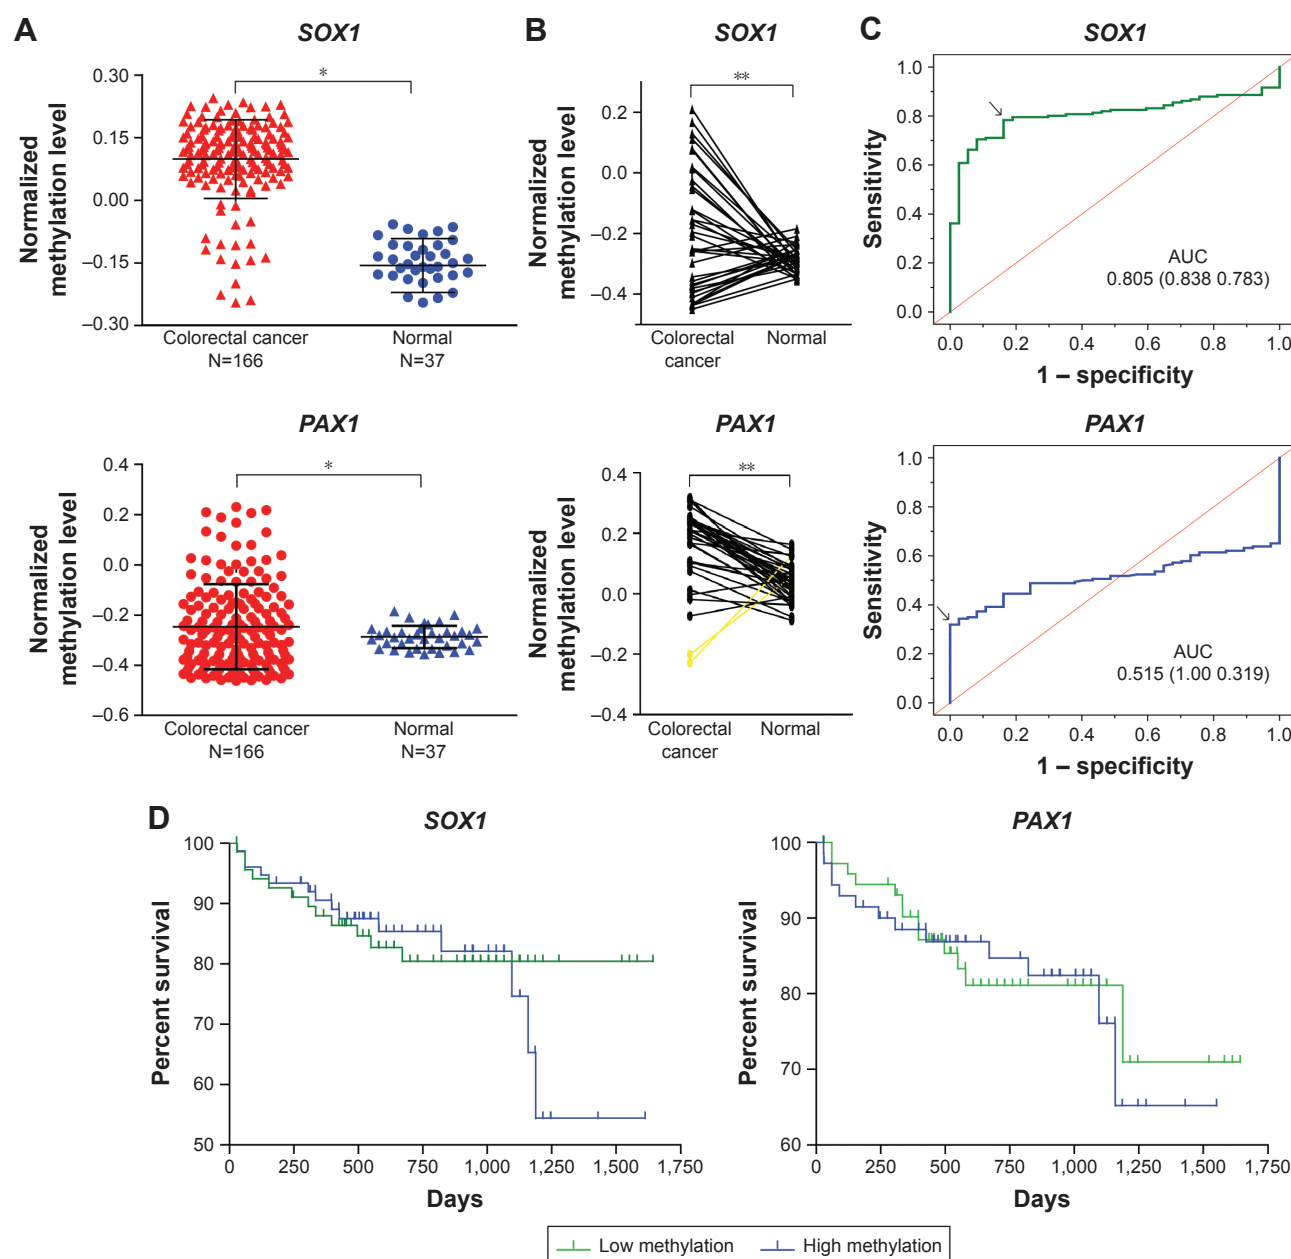 A
SOX1
Normalized
methylation level
0.30
0.15
0.00
–0.15
–0.30
*
Colorectal cancer
N=166
Normal
N=37
B
SOX1
Normalized
methylation level
0.2
0.0
–0.2
–0.4
**
Colorectal
cancer
Normal
C
SOX1
Sensitivity
1.0
0.8
0.6
0.4
0.2
0.0
AUC
0.805 (0.838 0.783)
0.0 0.2 0.4 0.6 0.8 1.0
1 – specificity
PAX1
Normalized
methylation level
0.4
0.2
0.0
–0.2
–0.4
–0.6
*
Colorectal cancer
N=166
Normal
N=37
PAX1
Normalized
methylation level
0.4
0.2
0.0
–0.2
–0.4
**
Colorectal
cancer
Normal
PAX1
Sensitivity
1.0
0.8
0.6
0.4
0.2
0.0
AUC
0.515 (1.00 0.319)
0.0 0.2 0.4 0.6 0.8 1.0
1 – specificity
D
SOX1
Percent survival
100
90
80
70
60
50
0 250 500 750 1,000 1,250 1,500 1,750
Days
PAX1
Percent survival
100
90
80
70
60
0 250 500 750 1,000 1,250 1,500 1,750
Days
Low methylation High methylation